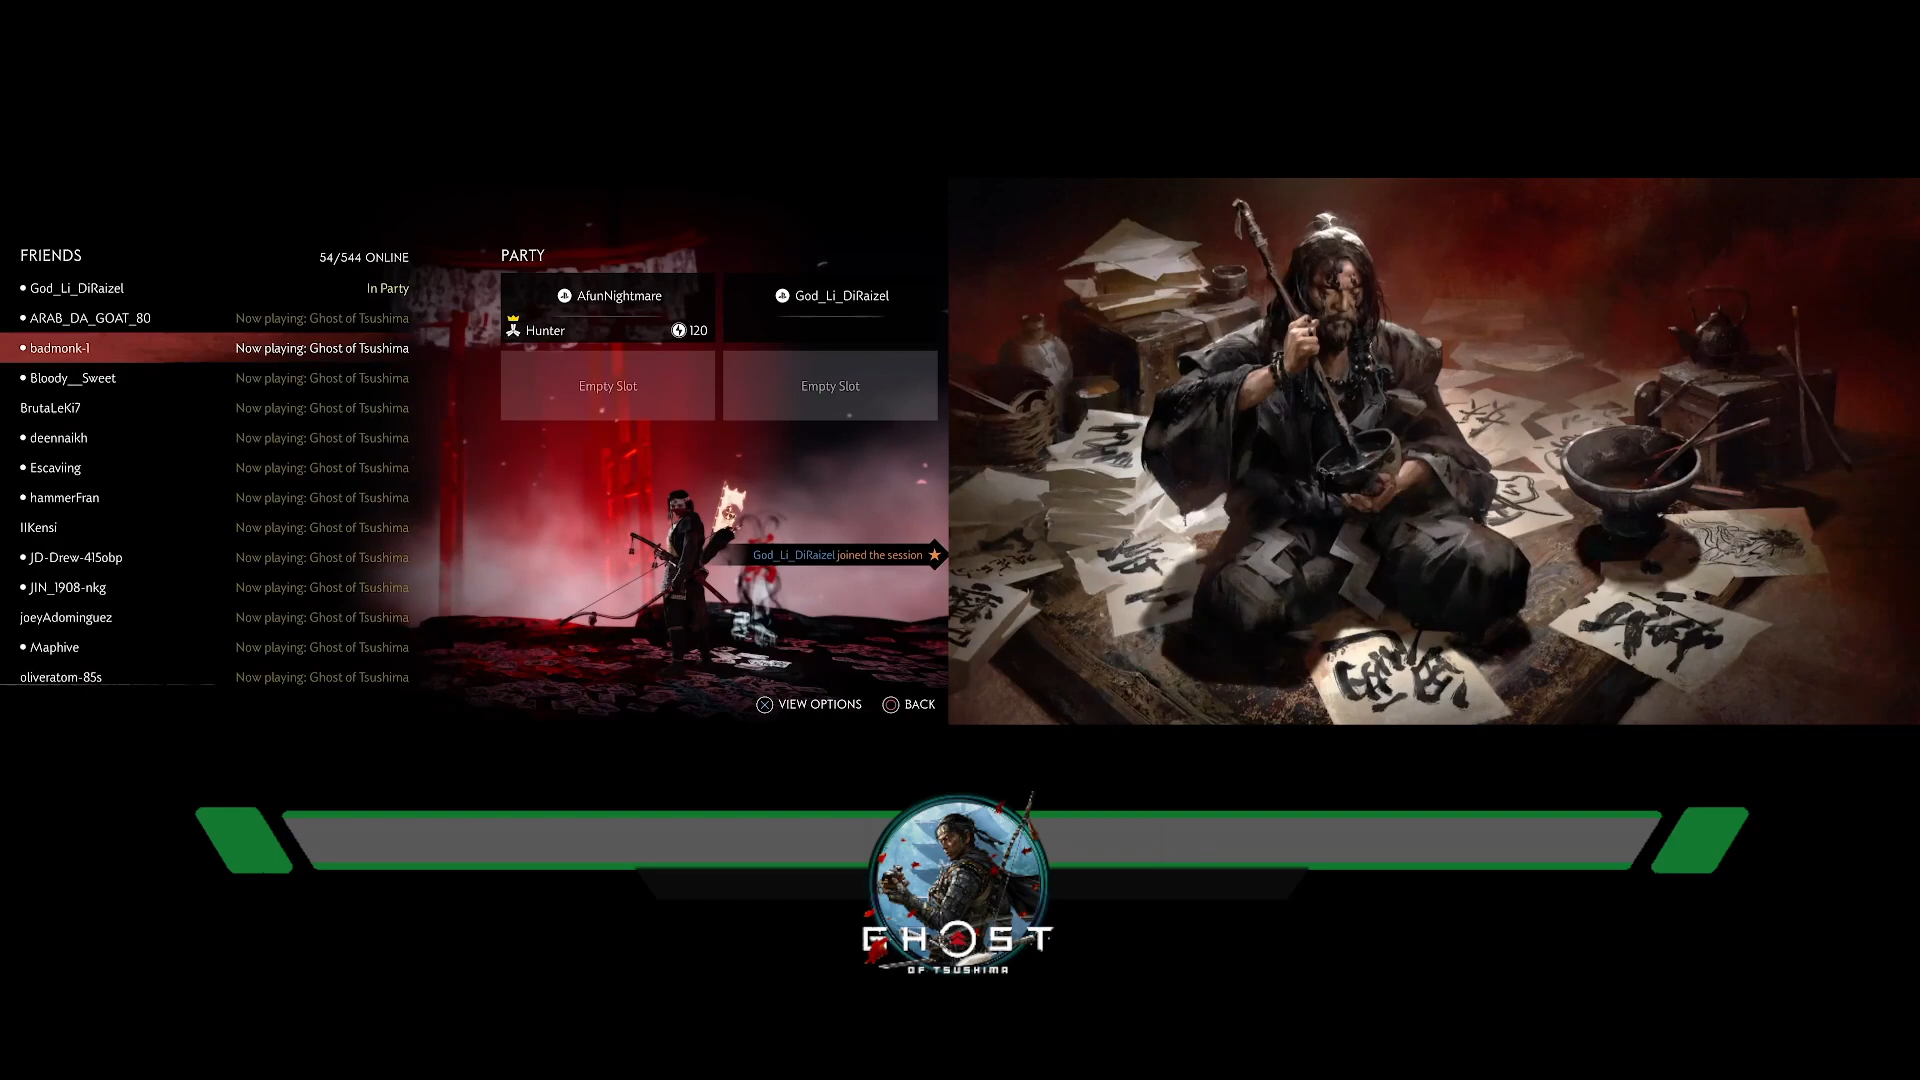 FRIENDS
54/544 ONLINE
God_Li_DiRaizel In Party
ARAB_DA_GOAT_80 Now playing: Ghost of Tsushima
badmonk-1 Now playing: Ghost of Tsushima
Bloody__Sweet Now playing: Ghost of Tsushima
BrutaLeKi7 Now playing: Ghost of Tsushima
deennaikh Now playing: Ghost of Tsushima
Escaviing Now playing: Ghost of Tsushima
hammerFran Now playing: Ghost of Tsushima
IIKensi Now playing: Ghost of Tsushima
JD-Drew-415obp Now playing: Ghost of Tsushima
JIN_1908-nkg Now playing: Ghost of Tsushima
joeyAdominguez Now playing: Ghost of Tsushima
Maphive Now playing: Ghost of Tsushima
oliveratom-85s Now playing: Ghost of Tsushima
PARTY
AfunNightmare
Hunter 120
God_Li_DiRaizel
Empty Slot
Empty Slot
God_Li_DiRaizel joined the session
VIEW OPTIONS BACK
GHOST
OF TSUSHIMA